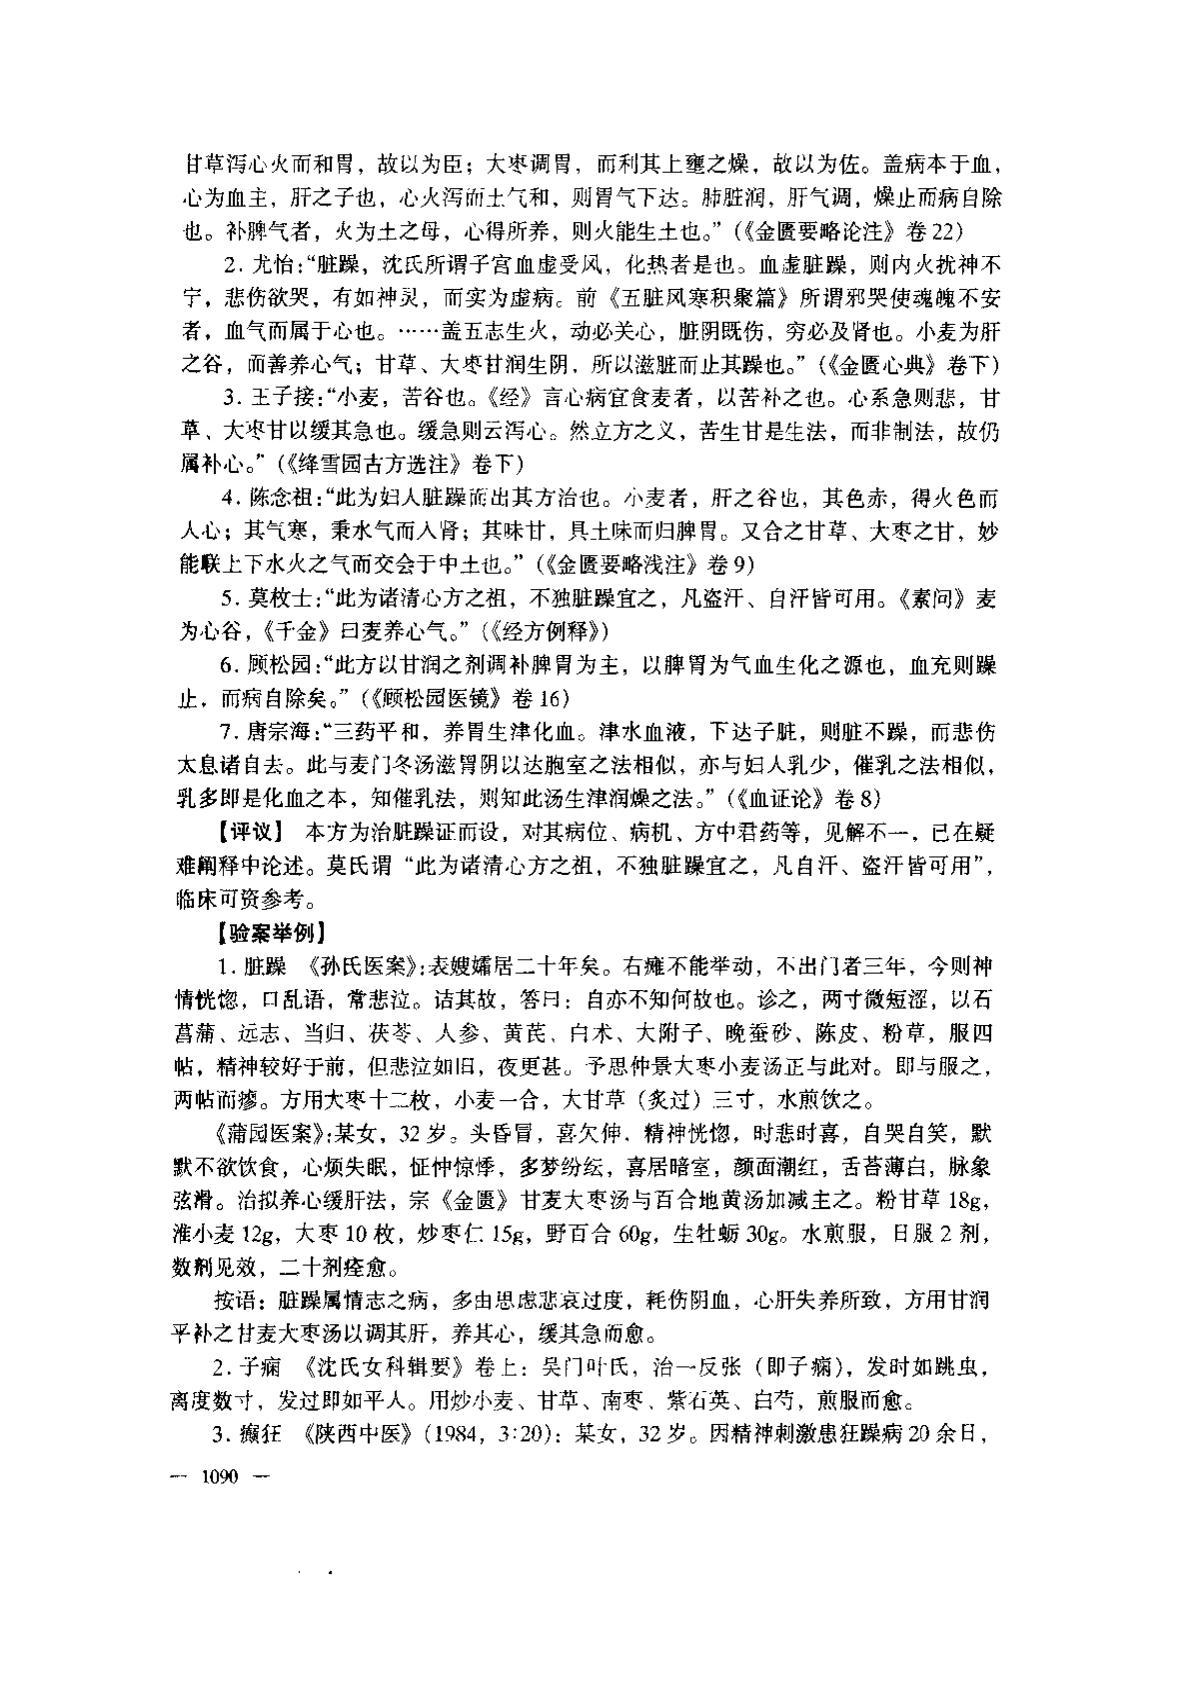 甘草泻心火而和胃，故以为臣；大枣调胃，而利其上壅之燥，故以为佐。盖病本于血，
心为血主，肝之子也，心火泻而土气和，则胃气下达。肺脏润，肝气调，燥止而病自除
也。补脾气者，火为土之母，心得所养，则火能生土也。”（《金匮要略论注》卷22）
2. 尤怡：“脏躁，沈氏所谓子宫血虚受风，化热者是也。血虚脏躁，则内火扰神不
宁，悲伤欲哭，有如神灵，而实为虚病。前《五脏风寒积聚篇》所谓邪哭使魂魄不安
者，血气而属于心也。……盖五志生火，动必关心，脏阴既伤，穷必及肾也。小麦为肝
之谷，而善养心气；甘草、大枣甘润生阴，所以滋脏而止其躁也。”（《金匮心典》卷下）
3. 王子接：“小麦，苦谷也。《经》言心病宜食麦者，以苦补之也。心系急则悲，甘
草、大枣甘以缓其急也。缓急则云泻心。然立方之义，苦生甘是生法，而非制法，故仍
属补心。”（《绛雪园古方选注》卷下）
4. 陈念祖：“此为妇人脏躁而出其方治也。小麦者，肝之谷也，其色赤，得火色而
入心；其气寒，秉水气而入肾；其味甘，具土味而归脾胃。又合之甘草、大枣之甘，妙
能联上下水火之气而交会于中土也。”（《金匮要略浅注》卷9）
5. 莫枚士：“此为诸清心方之祖，不独脏躁宜之，凡盗汗、自汗皆可用。《素问》麦
为心谷，《千金》曰麦养心气。”（《经方例释》）
6. 顾松园：“此方以甘润之剂调补脾胃为主，以脾胃为气血生化之源也，血充则躁
止，而病自除矣。”（《顾松园医镜》卷16）
7. 唐宗海：“三药平和，养胃生津化血。津水血液，下达子脏，则脏不躁，而悲伤
太息诸自去。此与麦门冬汤滋胃阴以达胞室之法相似，亦与妇人乳少，催乳之法相似，
乳多即是化血之本，知催乳法，则知此汤生津润燥之法。”（《血证论》卷8）
【评议】 本方为治脏躁证而设，对其病位、病机、方中君药等，见解不一，已在疑
难阐释中论述。莫氏谓“此为诸清心方之祖，不独脏躁宜之，凡自汗、盗汗皆可用”，
临床可资参考。
【验案举例】
1. 脏躁 《孙氏医案》：表嫂孀居二十年矣。右瘫不能举动，不出门者三年，今则神
情恍惚，口乱语，常悲泣。诘其故，答曰：自亦不知何故也。诊之，两寸微短涩，以石
菖蒲、远志、当归、茯苓、人参、黄芪、白术、大附子、晚蚕砂、陈皮、粉草，服四
帖，精神较好于前，但悲泣如旧，夜更甚。予思仲景大枣小麦汤正与此对。即与服之，
两帖而瘳。方用大枣十二枚，小麦一合，大甘草（炙过）三寸，水煎饮之。
《蒲园医案》：某女，32岁。头昏冒，喜欠伸，精神恍惚，时悲时喜，自哭自笑，默
默不欲饮食，心烦失眠，怔忡惊悸，多梦纷纭，喜居暗室，颜面潮红，舌苔薄白，脉象
弦滑。治拟养心缓肝法，宗《金匮》甘麦大枣汤与百合地黄汤加减主之。粉甘草18g，
淮小麦12g，大枣10枚，炒枣仁15g，野百合60g，生牡蛎30g。水煎服，日服2剂，
数剂见效，二十剂痊愈。
按语：脏躁属情志之病，多由思虑悲哀过度，耗伤阴血，心肝失养所致，方用甘润
平补之甘麦大枣汤以调其肝，养其心，缓其急而愈。
2. 子痫 《沈氏女科辑要》卷上：吴门叶氏，治一反张（即子痫），发时如跳虫，
离度数寸，发过即如平人。用炒小麦、甘草、南枣、紫石英、白芍，煎服而愈。
3. 癫狂 《陕西中医》（1984，3:20）：某女，32岁。因精神刺激患狂躁病20余日，
— 1090 —